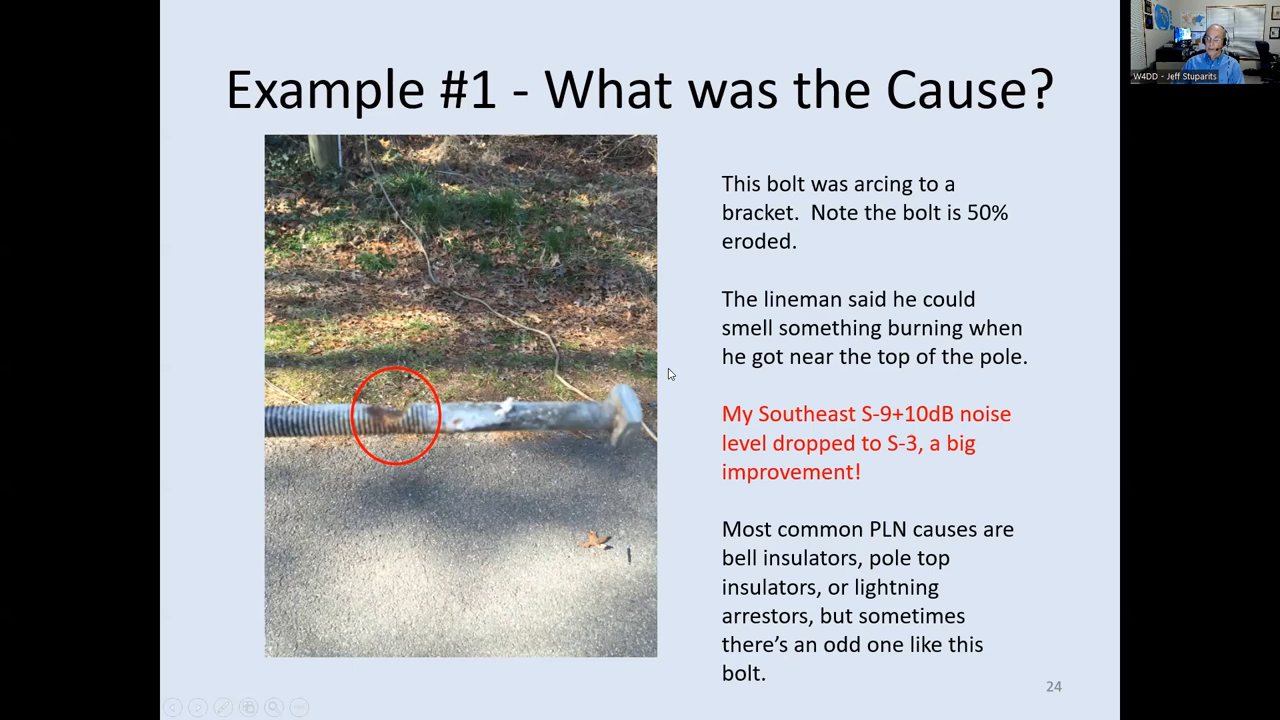 Example #1 - What was the Cause?
W4DD - Jeff Stuparits
This bolt was arcing to a
bracket.  Note the bolt is 50%
eroded.
The lineman said he could
smell something burning when
he got near the top of the pole.
My Southeast S-9+10dB noise
level dropped to S-3, a big
improvement!
Most common PLN causes are
bell insulators, pole top
insulators, or lightning
arrestors, but sometimes
there’s an odd one like this
bolt.
24